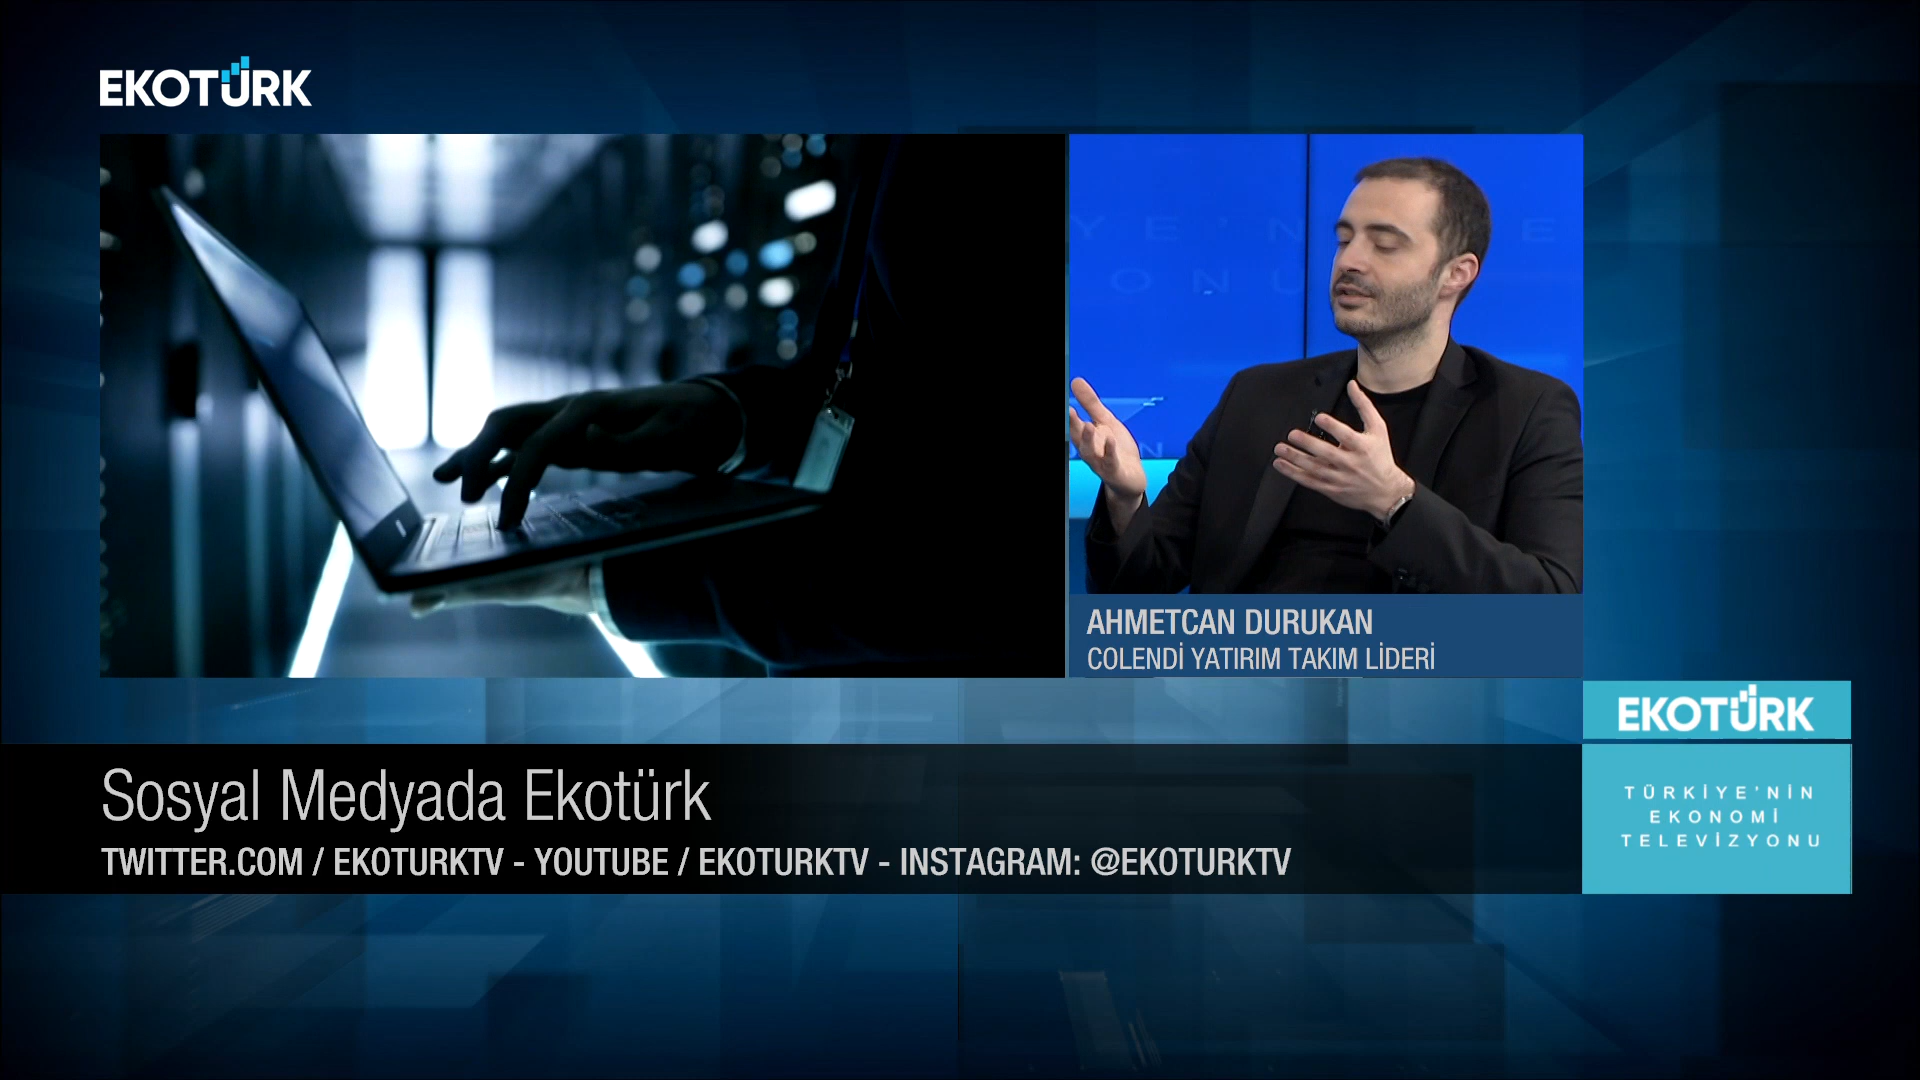 EKOTÜRK
AHMETCAN DURUKAN
COLENDİ YATIRIM TAKIM LİDERİ
EKOTÜRK
Sosyal Medyada Ekotürk
TWITTER.COM / EKOTURKTV - YOUTUBE / EKOTURKTV - INSTAGRAM: @EKOTURKTV
TÜRKİYE'NİN
EKONOMİ
TELEVİZYONU